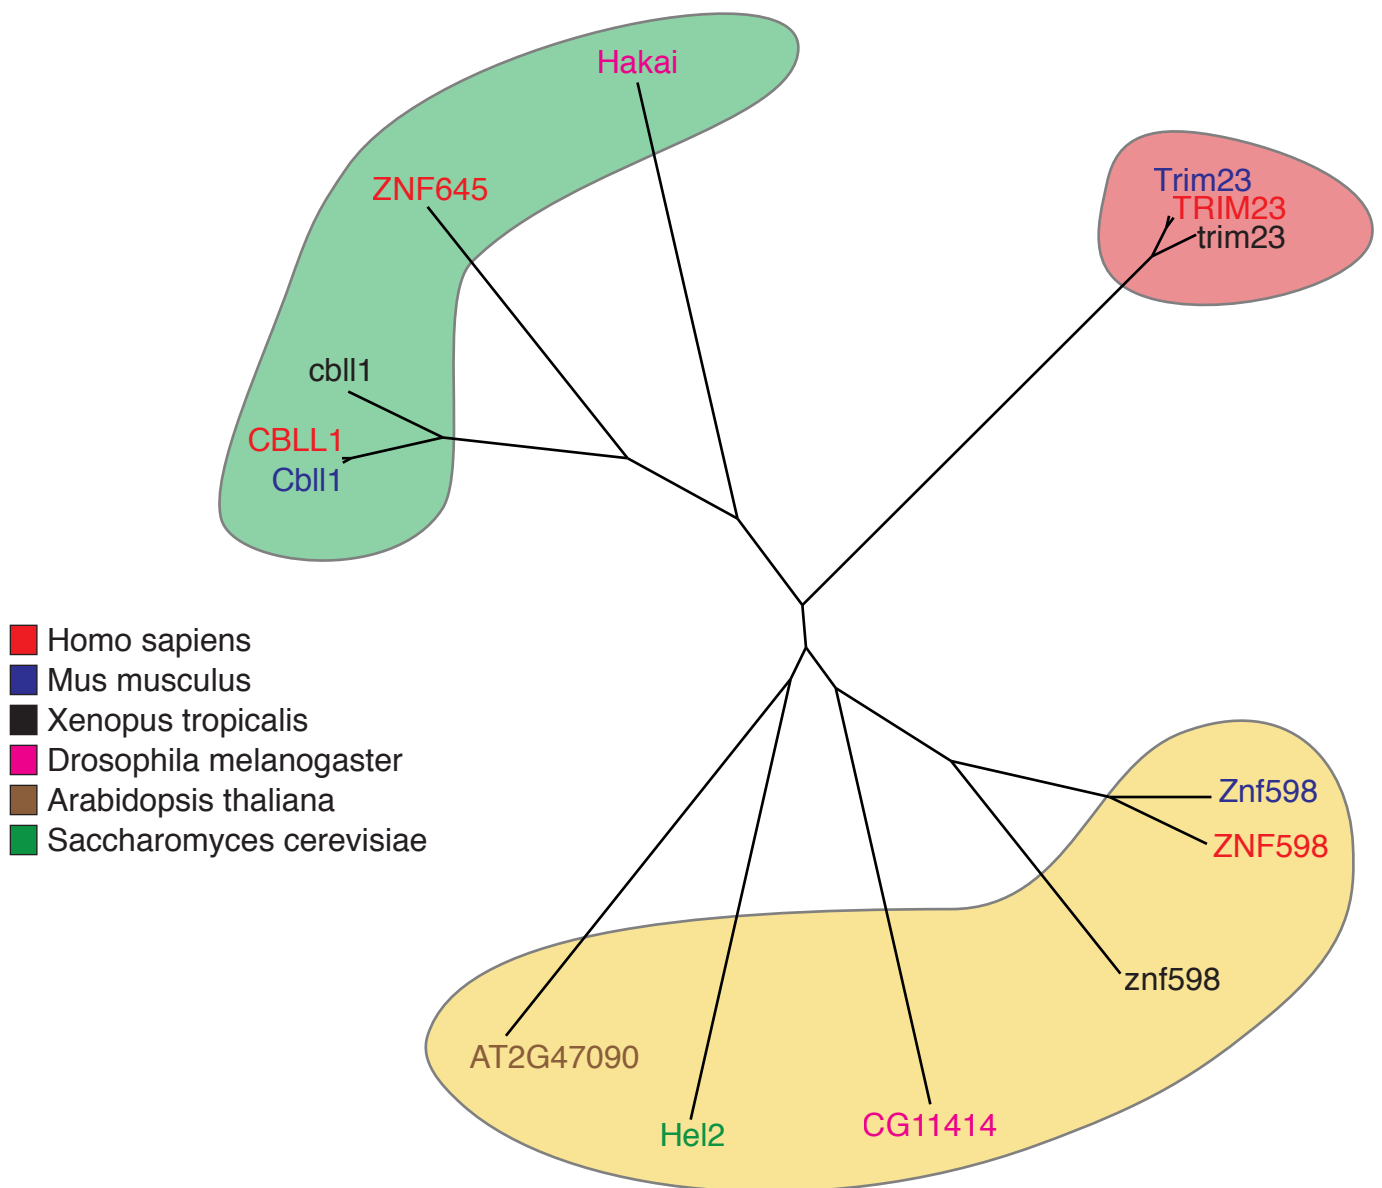 Hakai
Trim23
ZNF645
TRIM23
trim23
cbll1
CBLL1
Cbll1
Homo sapiens
Mus musculus
Xenopus tropicalis
Drosophila melanogaster
Arabidopsis thaliana
Saccharomyces cerevisiae
Znf598
ZNF598
znf598
AT2G47090
Hel2
CG11414